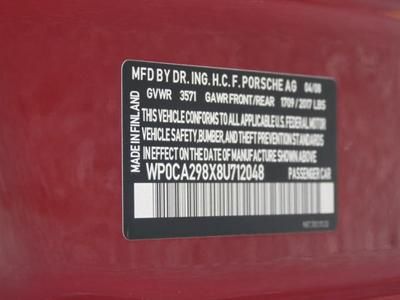 MFD BY DR. ING. H.C. F. PORSCHE AG 04/08
GVWR 3571 GAWR FRONT/REAR 1709 / 2017 LBS
THIS VEHICLE CONFORMS TO ALL APPLICABLE U.S. FEDERAL MOTOR
VEHICLE SAFETY, BUMPER, AND THEFT PREVENTION STANDARDS
IN EFFECT ON THE DATE OF MANUFACTURE SHOWN ABOVE
WP0CA298X8U712048 PASSENGER CAR
MADE IN FINLAND